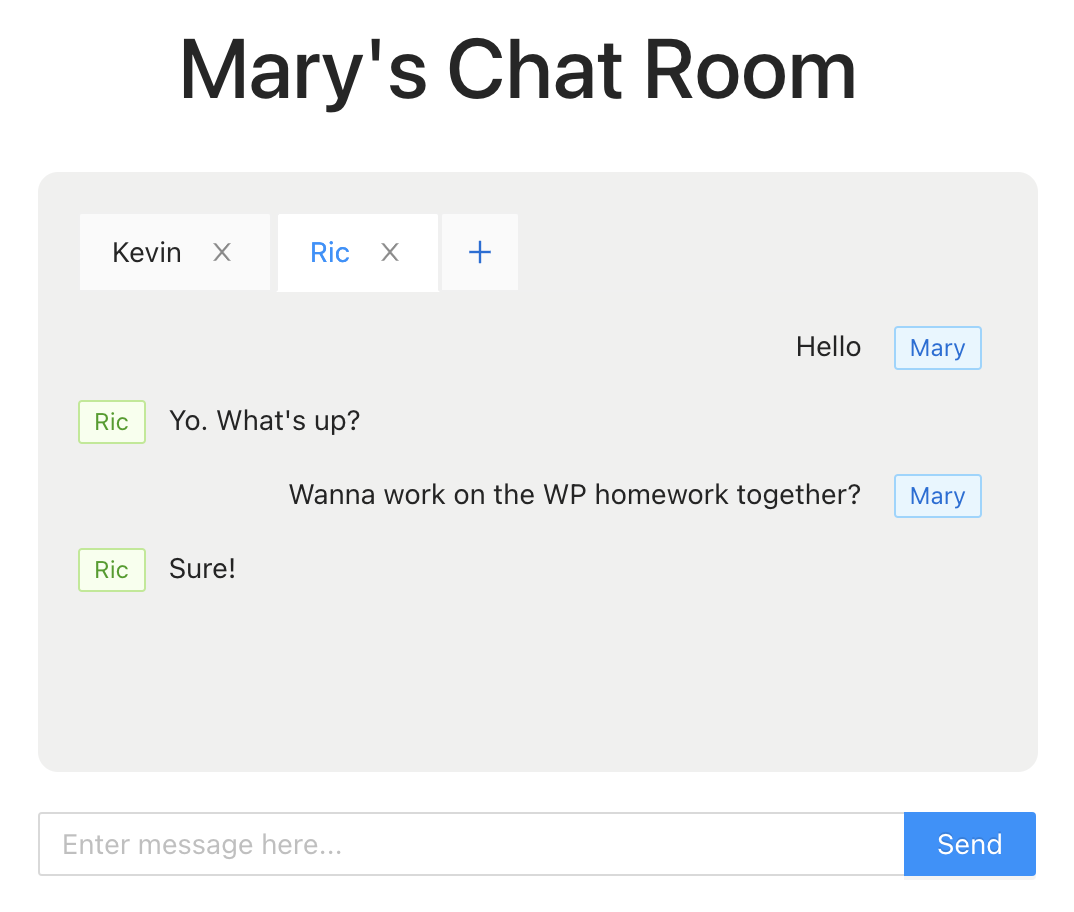 Mary's Chat Room
Kevin X Ric X +
Hello Mary
Ric Yo. What's up?
Wanna work on the WP homework together? Mary
Ric Sure!
Enter message here... Send